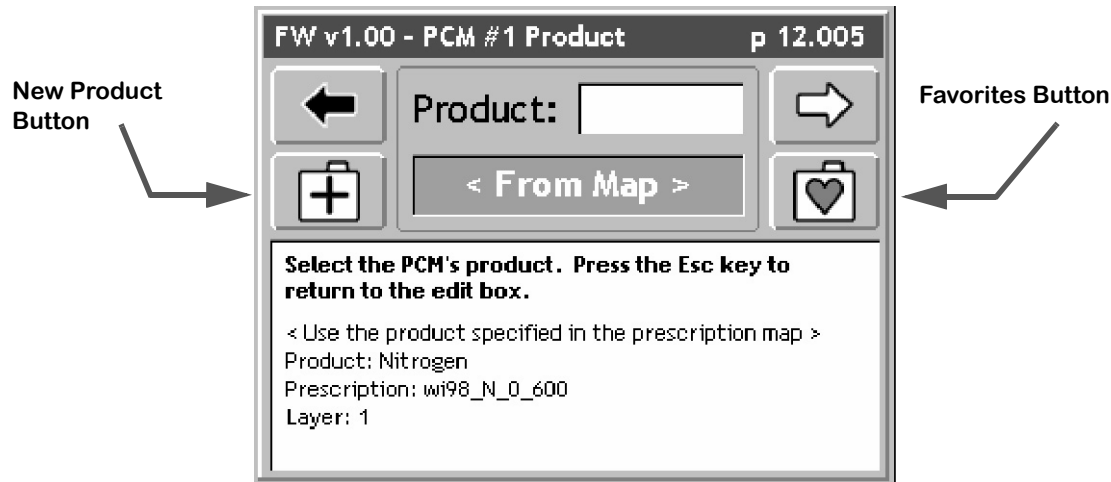 FW v1.00 - PCM #1 Product p 12.005
New Product
Button
Product:
Favorites Button
< From Map >
Select the PCM's product. Press the Esc key to
return to the edit box.
< Use the product specified in the prescription map >
Product: Nitrogen
Prescription: wi98_N_0_600
Layer: 1